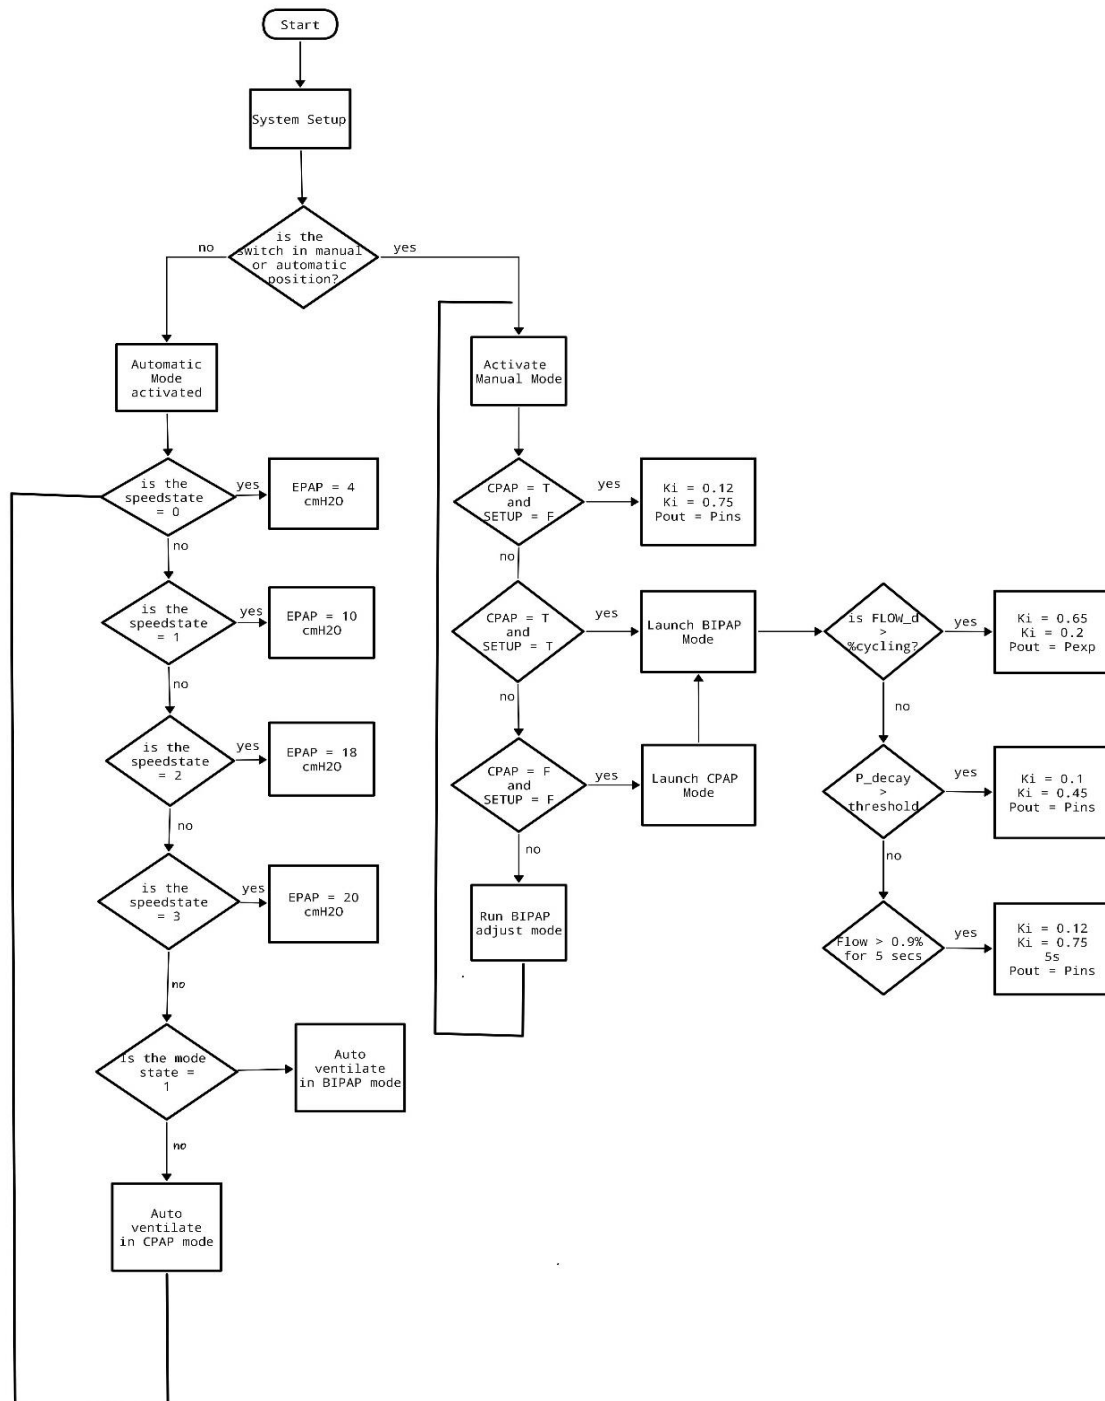 Start
System Setup
is the
switch in manual
or automatic
position?
no
yes
Automatic
Mode
activated
is the
speedstate
= 0
yes
EPAP = 4
cmH2O
no
is the
speedstate
= 1
yes
EPAP = 10
cmH2O
no
is the
speedstate
= 2
yes
EPAP = 18
cmH2O
no
is the
speedstate
= 3
yes
EPAP = 20
cmH2O
no
Is the mode
state =
1
Auto
ventilate
in BIPAP mode
no
Auto
ventilate
in CPAP mode
Activate
Manual Mode
CPAP = T
and
SETUP = F
yes
Ki = 0.12
Ki = 0.75
Pout = Pins
no
CPAP = T
and
SETUP = T
yes
Launch BIPAP
Mode
no
CPAP = F
and
SETUP = F
yes
Launch CPAP
Mode
no
Run BIPAP
adjust mode
is FLOW_d
>
%cycling?
yes
Ki = 0.65
Ki = 0.2
Pout = Pexp
no
P_decay
>
threshold
yes
Ki = 0.1
Ki = 0.45
Pout = Pins
no
Flow > 0.9%
for 5 secs
yes
Ki = 0.12
Ki = 0.75
5s
Pout = Pins